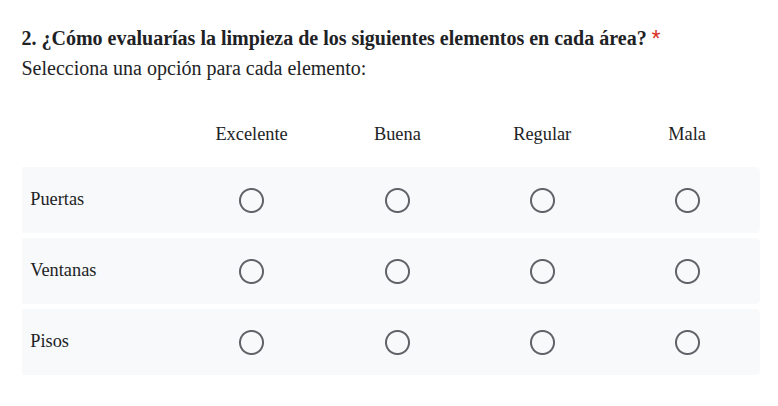 2. ¿Cómo evaluarías la limpieza de los siguientes elementos en cada área? *
Selecciona una opción para cada elemento:
Excelente Buena Regular Mala
Puertas
Ventanas
Pisos